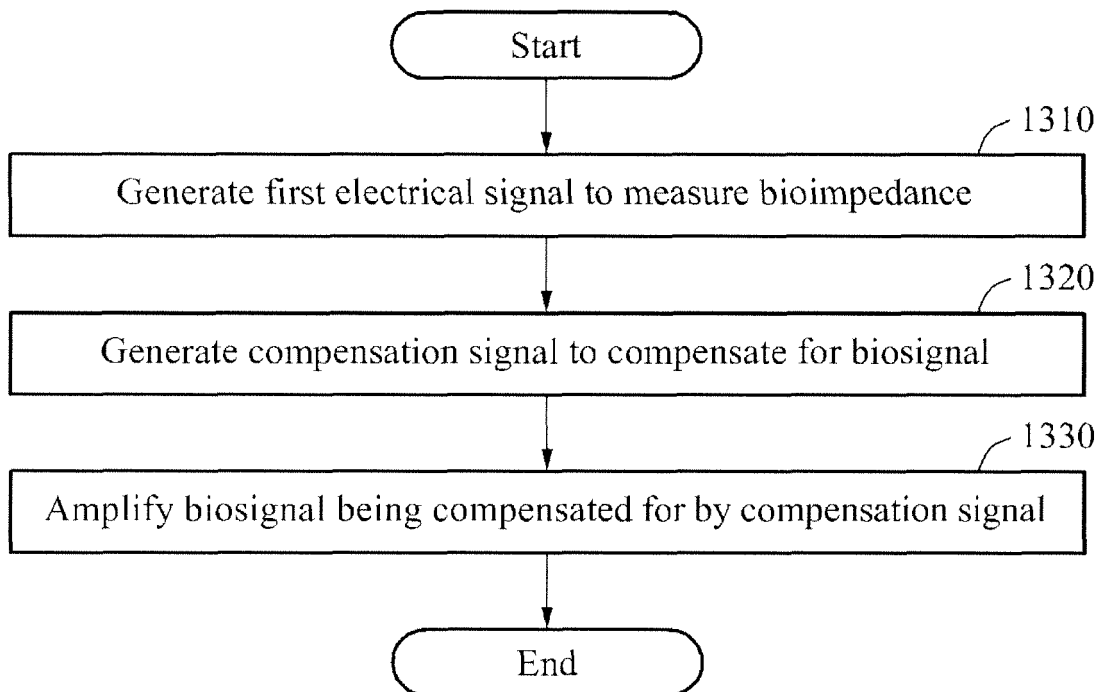 Start
1310
Generate first electrical signal to measure bioimpedance
1320
Generate compensation signal to compensate for biosignal
1330
Amplify biosignal being compensated for by compensation signal
End